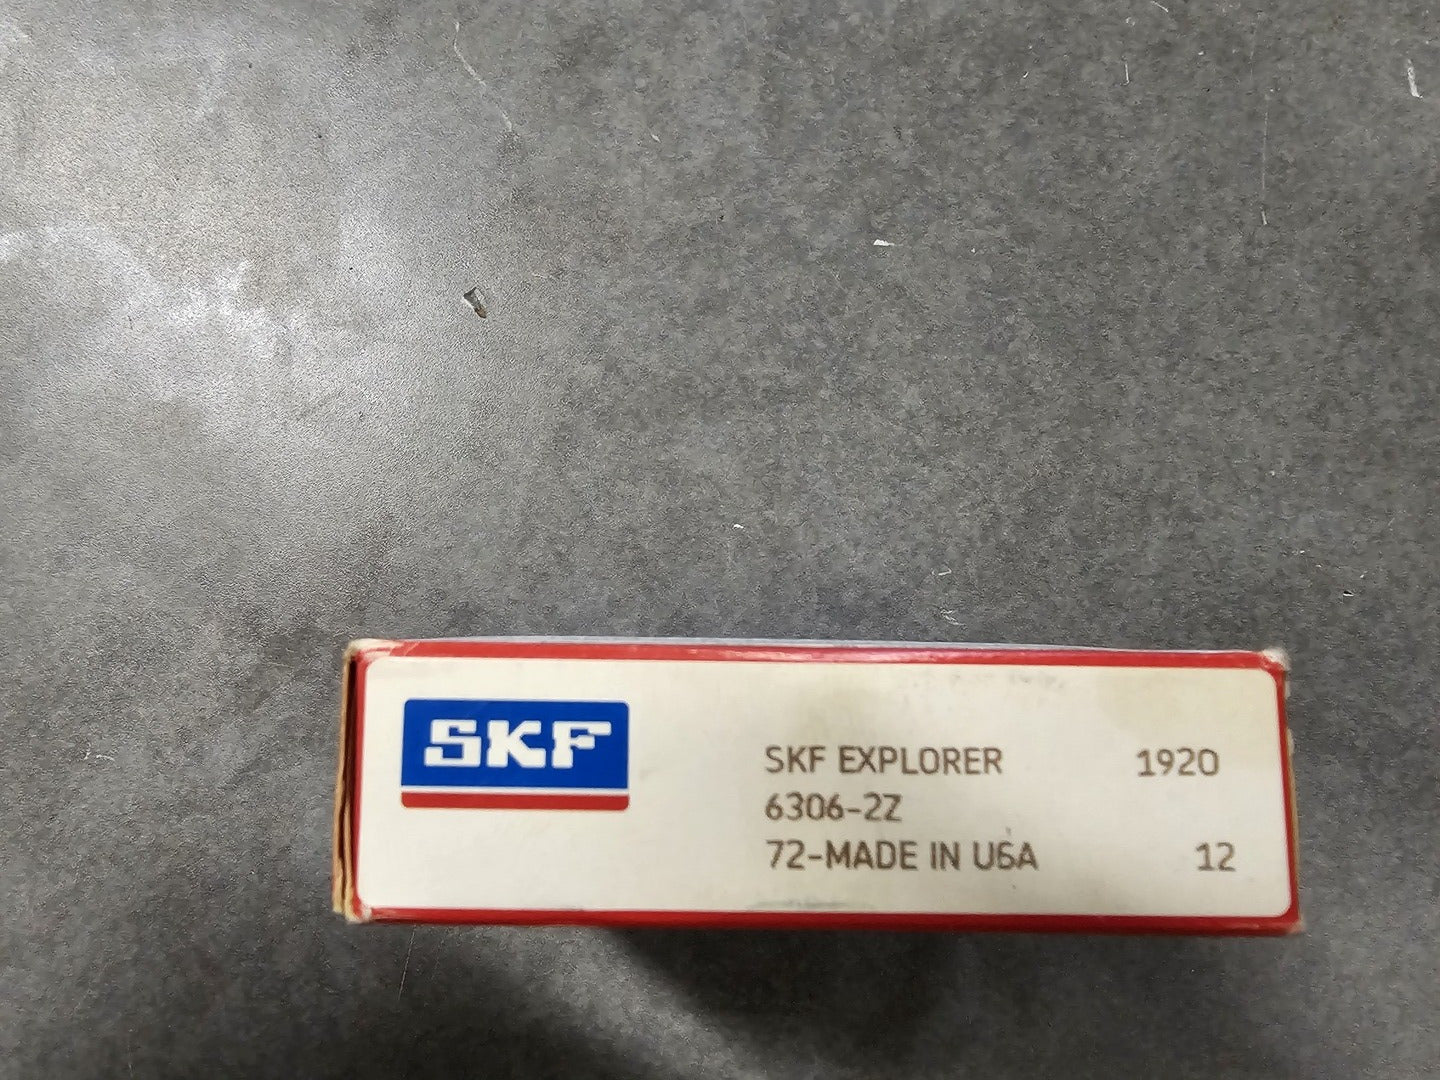 SKF
SKF EXPLORER 1920
6306-2Z
72-MADE IN USA 12